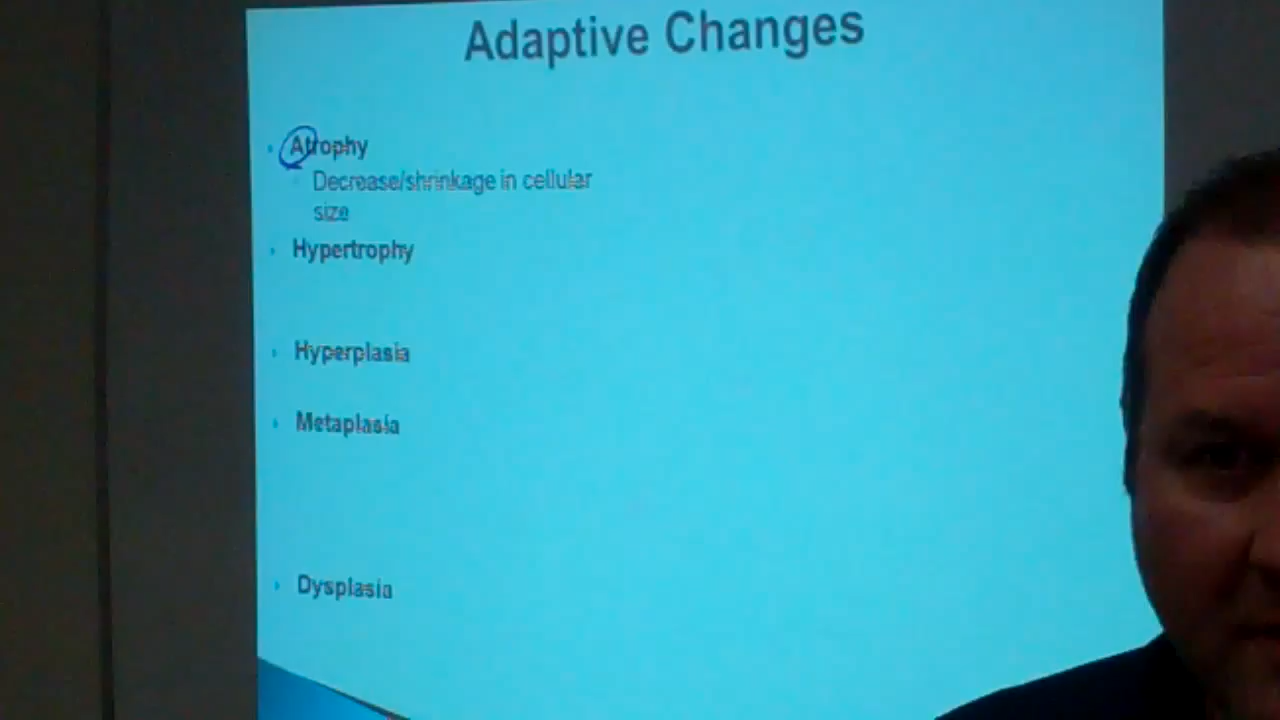 Adaptive Changes
Atrophy
Decrease/shrinkage in cellular
size
Hypertrophy
Hyperplasia
Metaplasia
Dysplasia